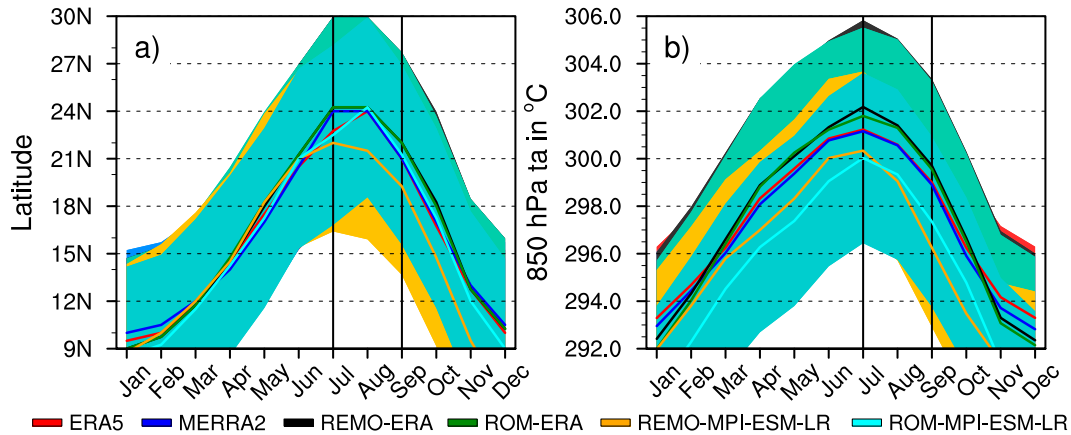 30N
27N
24N
21N
18N
15N
12N
9N
Latitude
a)
Jan Feb Mar Apr May Jun Jul Aug Sep Oct Nov Dec
306.0
304.0
302.0
300.0
298.0
296.0
294.0
292.0
850 hPa ta in °C
b)
Jan Feb Mar Apr May Jun Jul Aug Sep Oct Nov Dec
ERA5 MERRA2 REMO-ERA ROM-ERA REMO-MPI-ESM-LR ROM-MPI-ESM-LR